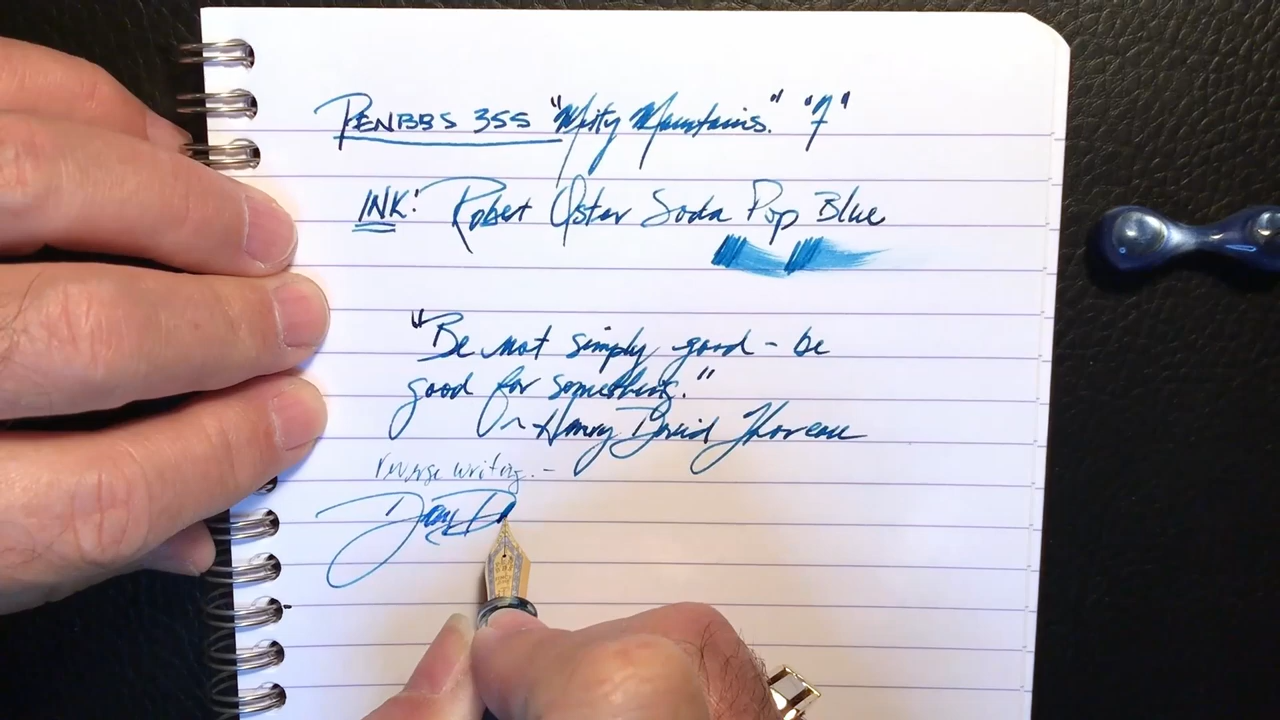 PENBBS 355 "Misty Mountains." "F"
INK: Robert Oster Soda Pop Blue
"Be not simply good - be
good for something."
~ Henry David Thoreau
reverse writing. -